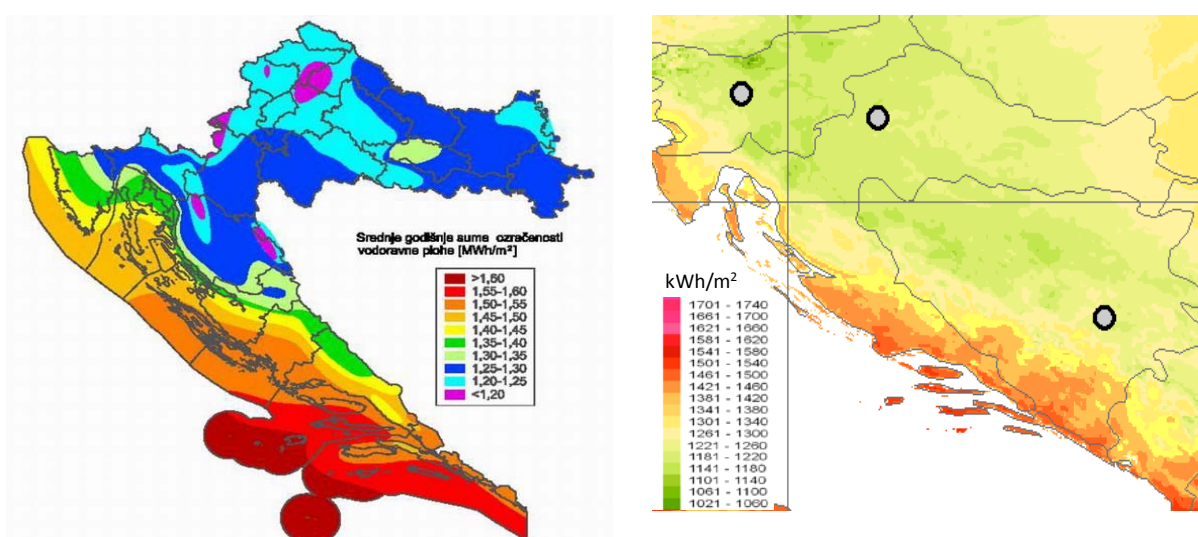 Srednje godišnje sume ozračenosti
vodoravne plohe [MWh/m²]
>1,60
1,55-1,60
1,50-1,55
1,45-1,50
1,40-1,45
1,35-1,40
1,30-1,35
1,25-1,30
1,20-1,25
<1,20
kWh/m²
1701 - 1740
1661 - 1700
1621 - 1660
1581 - 1620
1541 - 1580
1501 - 1540
1461 - 1500
1421 - 1460
1381 - 1420
1341 - 1380
1301 - 1340
1261 - 1300
1221 - 1260
1181 - 1220
1141 - 1180
1101 - 1140
1061 - 1100
1021 - 1060